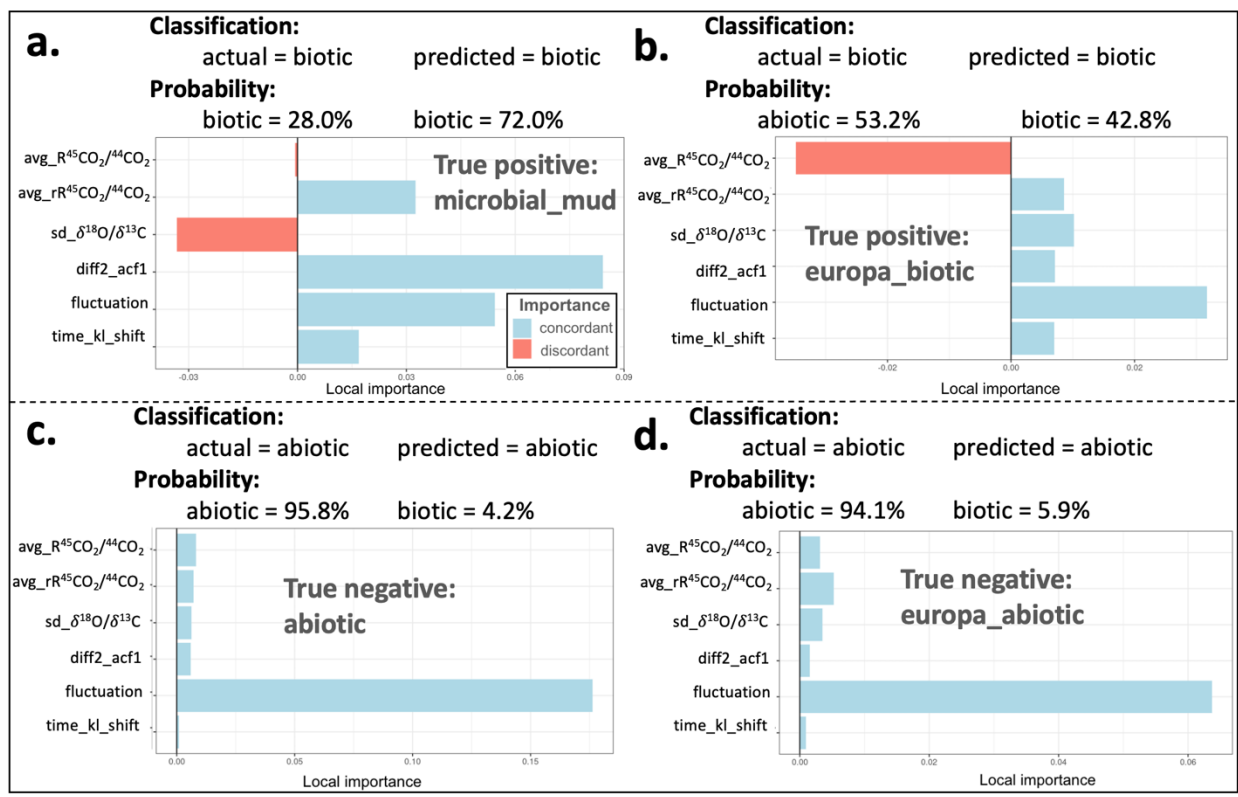 a.
Classification:
actual = biotic predicted = biotic
Probability:
biotic = 28.0% biotic = 72.0%
avg_R⁴⁵CO₂/⁴⁴CO₂
avg_rR⁴⁵CO₂/⁴⁴CO₂
sd_δ¹⁸O/δ¹³C
diff2_acf1
fluctuation
time_kl_shift
True positive:
microbial_mud
Importance
concordant
discordant
-0.03 0.00 0.03 0.06 0.09
Local importance
b.
Classification:
actual = biotic predicted = biotic
Probability:
abiotic = 53.2% biotic = 42.8%
avg_R⁴⁵CO₂/⁴⁴CO₂
avg_rR⁴⁵CO₂/⁴⁴CO₂
sd_δ¹⁸O/δ¹³C
diff2_acf1
fluctuation
time_kl_shift
True positive:
europa_biotic
-0.02 0.00 0.02
Local importance
c.
Classification:
actual = abiotic predicted = abiotic
Probability:
abiotic = 95.8% biotic = 4.2%
avg_R⁴⁵CO₂/⁴⁴CO₂
avg_rR⁴⁵CO₂/⁴⁴CO₂
sd_δ¹⁸O/δ¹³C
diff2_acf1
fluctuation
time_kl_shift
True negative:
abiotic
0.00 0.05 0.10 0.15
Local importance
d.
Classification:
actual = abiotic predicted = abiotic
Probability:
abiotic = 94.1% biotic = 5.9%
avg_R⁴⁵CO₂/⁴⁴CO₂
avg_rR⁴⁵CO₂/⁴⁴CO₂
sd_δ¹⁸O/δ¹³C
diff2_acf1
fluctuation
time_kl_shift
True negative:
europa_abiotic
0.00 0.02 0.04 0.06
Local importance